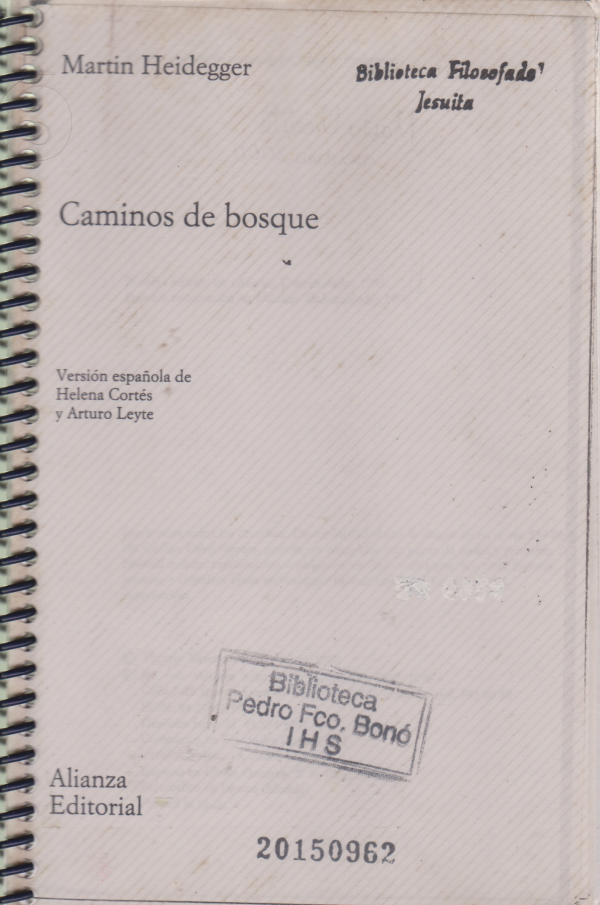 Martin Heidegger
Biblioteca Filosofado
Jesuita
Caminos de bosque
Versión española de
Helena Cortés
y Arturo Leyte
Biblioteca
Pedro Fco. Bonó
I H S
Alianza
Editorial
20150962